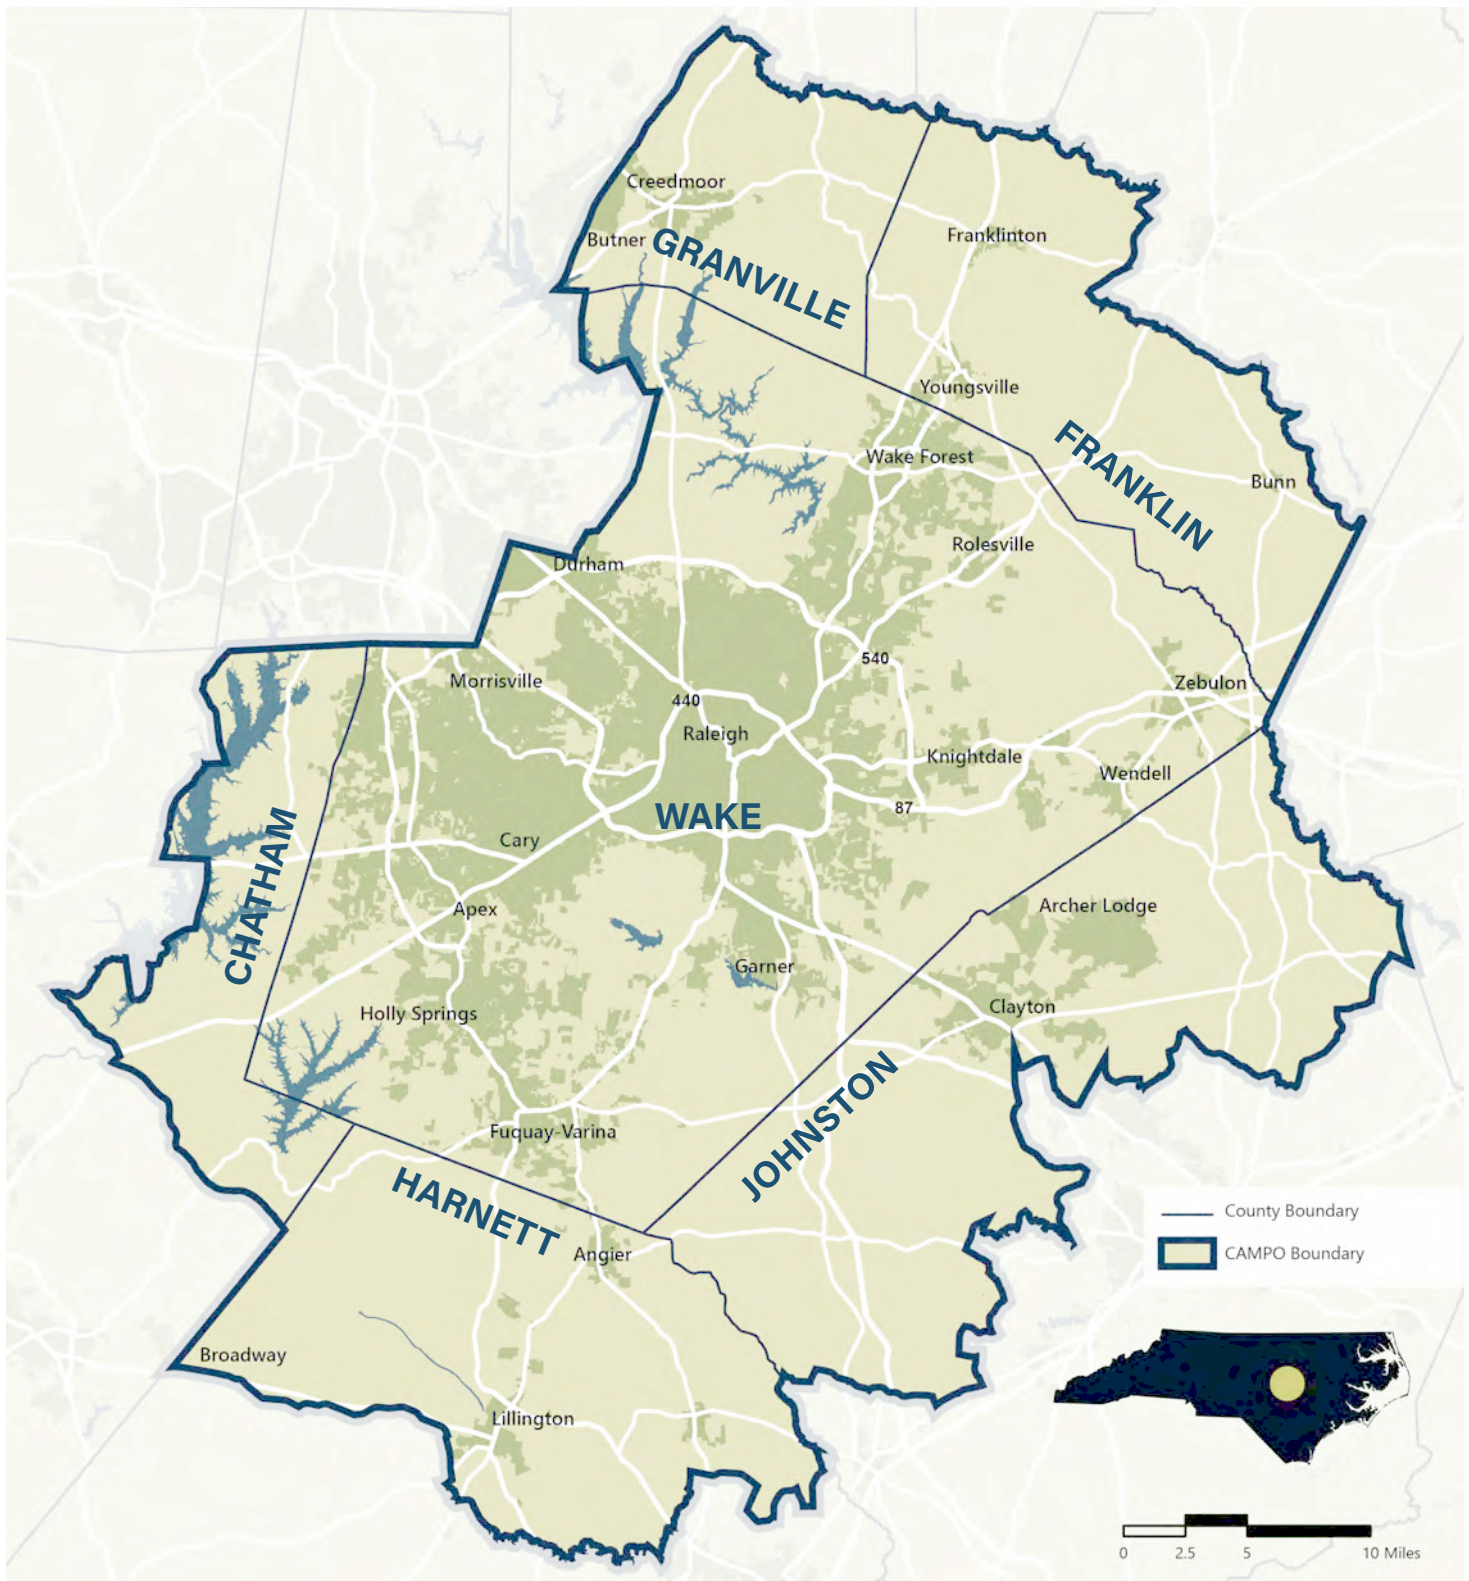 Creedmoor
Butner
GRANVILLE
Franklinton
Youngsville
FRANKLIN
Wake Forest
Bunn
Rolesville
Durham
540
Morrisville
Zebulon
440
Raleigh
Knightdale
Wendell
87
WAKE
Cary
CHATHAM
Apex
Archer Lodge
Garner
Holly Springs
Clayton
JOHNSTON
Fuquay-Varina
HARNETT
Angier
Broadway
Lillington
County Boundary
CAMPO Boundary
0 2.5 5 10 Miles